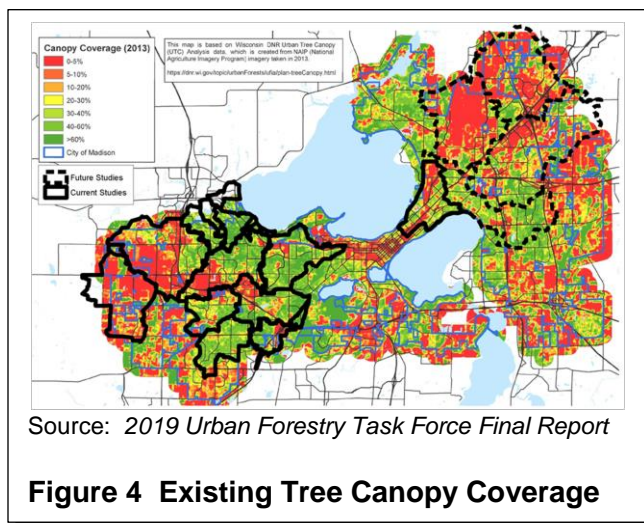 Canopy Coverage (2013)
0-5%
5-10%
10-20%
20-30%
30-40%
40-60%
>60%
City of Madison
Future Studies
Current Studies
This map is based on Wisconsin DNR Urban Tree Canopy
(UTC) Analysis data, which is created from NAIP (National
Agriculture Imagery Program) imagery taken in 2013.
https://dnr.wi.gov/topic/urbanForests/ufia/plan-treeCanopy.html
Source: 2019 Urban Forestry Task Force Final Report
Figure 4 Existing Tree Canopy Coverage